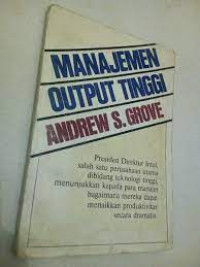 MANAJEMEN
OUTPUT TINGGI
ANDREW S. GROVE
Presiden Direktur Intel,
salah satu perusahaan utama
dibidang teknologi tinggi,
menunjukkan kepada para manajer
bagaimana mereka dapat
menaikkan produktivitas
secara dramatis.